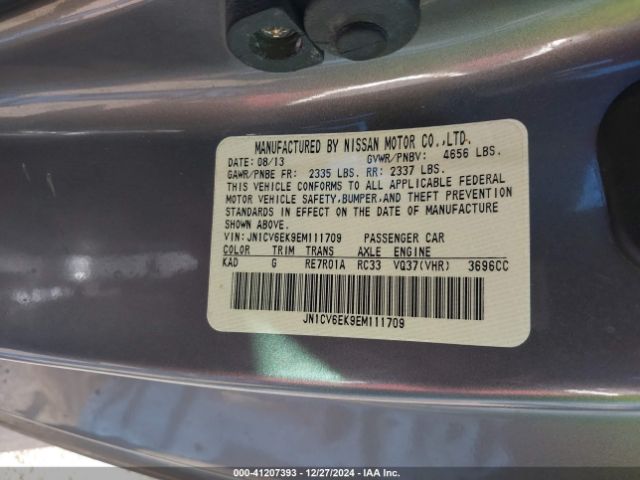 MANUFACTURED BY NISSAN MOTOR CO.,LTD.
DATE: 08/13 GVWR/PNBV: 4656 LBS.
GAWR/PNBE FR: 2335 LBS. RR: 2337 LBS.
THIS VEHICLE CONFORMS TO ALL APPLICABLE FEDERAL
MOTOR VEHICLE SAFETY,BUMPER,AND THEFT PREVENTION
STANDARDS IN EFFECT ON THE DATE OF MANUFACTURE
SHOWN ABOVE.
VIN:JN1CV6EK9EM111709 PASSENGER CAR
COLOR TRIM TRANS AXLE ENGINE
KAD G RE7R01A RC33 VQ37(VHR) 3696CC
JN1CV6EK9EM111709
000-41207393 - 12/27/2024 - IAA Inc.